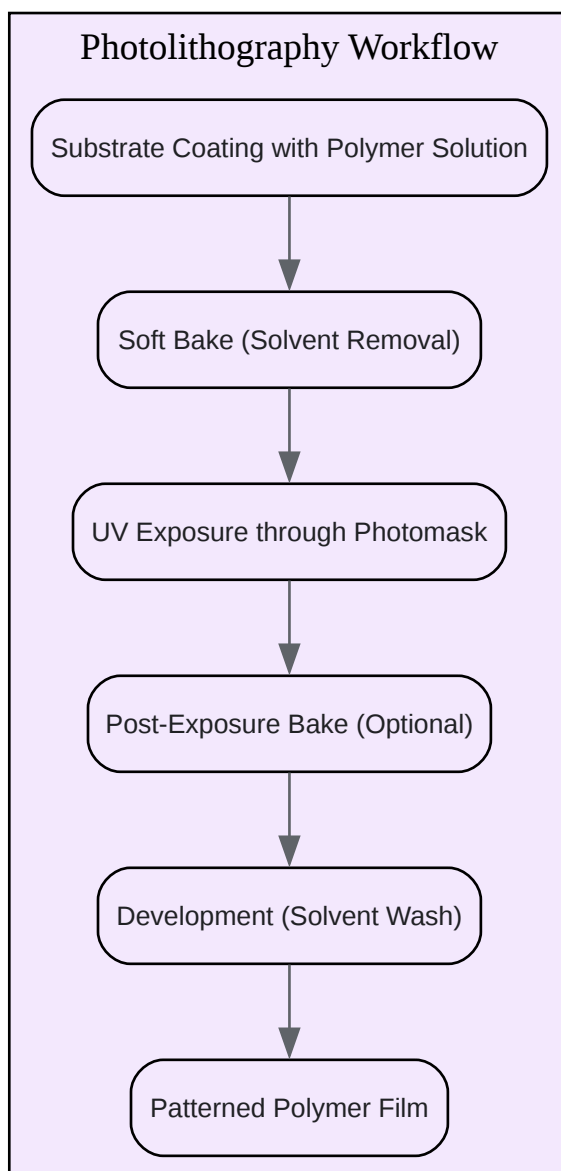 Photolithography Workflow
Substrate Coating with Polymer Solution
Soft Bake (Solvent Removal)
UV Exposure through Photomask
Post-Exposure Bake (Optional)
Development (Solvent Wash)
Patterned Polymer Film